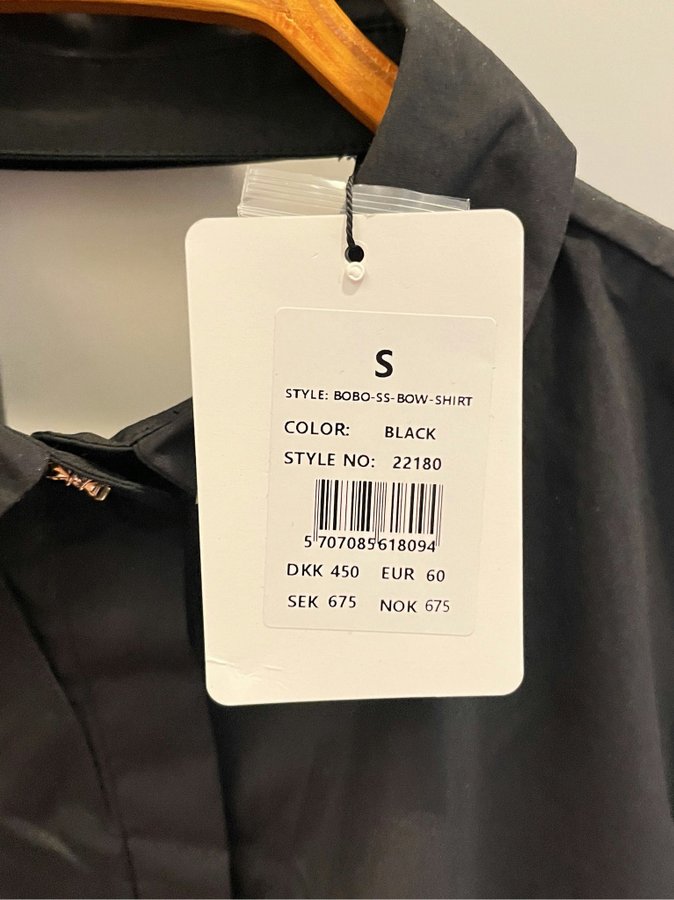 S
STYLE: BOBO-SS-BOW-SHIRT
COLOR: BLACK
STYLE NO: 22180
5 707085 618094
DKK 450 EUR 60
SEK 675 NOK 675